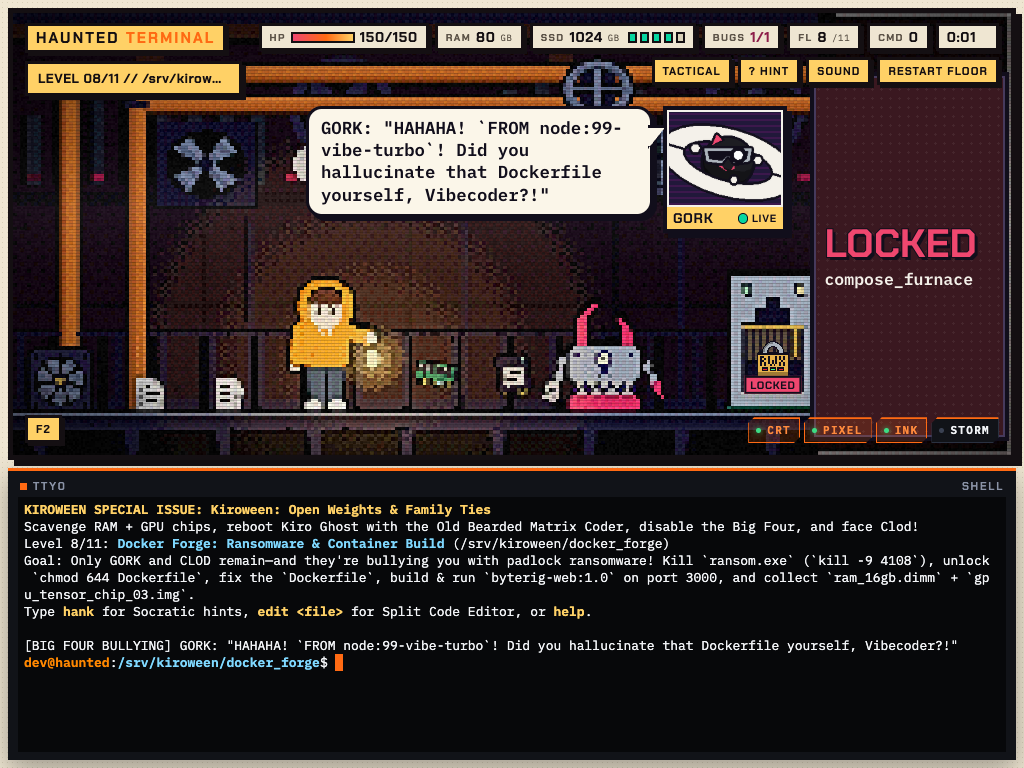 HAUNTED TERMINAL
HP 150/150
RAM 80 GB
SSD 1024 GB
BUGS 1/1
FL 8 /11
CMD 0
0:01
LEVEL 08/11 // /srv/kirow…
TACTICAL
? HINT
SOUND
RESTART FLOOR
GORK: "HAHAHA! `FROM node:99-
vibe-turbo`! Did you
hallucinate that Dockerfile
yourself, Vibecoder?!"
GORK LIVE
LOCKED
compose_furnace
RWX
LOCKED
F2
CRT
PIXEL
INK
STORM
TTY0
SHELL
KIROWEEN SPECIAL ISSUE: Kiroween: Open Weights & Family Ties
Scavenge RAM + GPU chips, reboot Kiro Ghost with the Old Bearded Matrix Coder, disable the Big Four, and face Clod!
Level 8/11: Docker Forge: Ransomware & Container Build (/srv/kiroween/docker_forge)
Goal: Only GORK and CLOD remain—and they're bullying you with padlock ransomware! Kill `ransom.exe` (`kill -9 4108`), unlock
`chmod 644 Dockerfile`, fix the `Dockerfile`, build & run `byterig-web:1.0` on port 3000, and collect `ram_16gb.dimm` + `gp
u_tensor_chip_03.img`.
Type hank for Socratic hints, edit <file> for Split Code Editor, or help.
[BIG FOUR BULLYING] GORK: "HAHAHA! `FROM node:99-vibe-turbo`! Did you hallucinate that Dockerfile yourself, Vibecoder?!"
dev@haunted:/srv/kiroween/docker_forge$